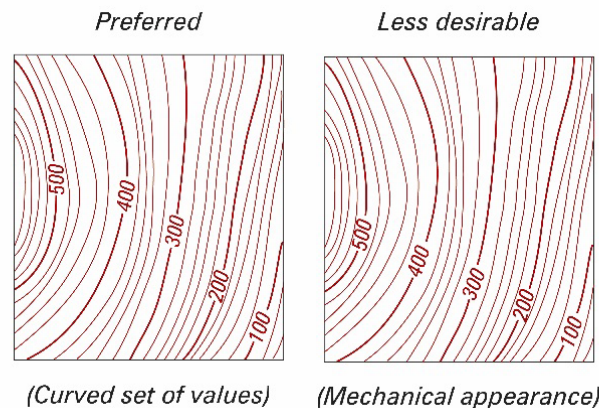 Preferred
Less desirable
500
400
300
200
100
500
400
300
200
100
(Curved set of values)
(Mechanical appearance)